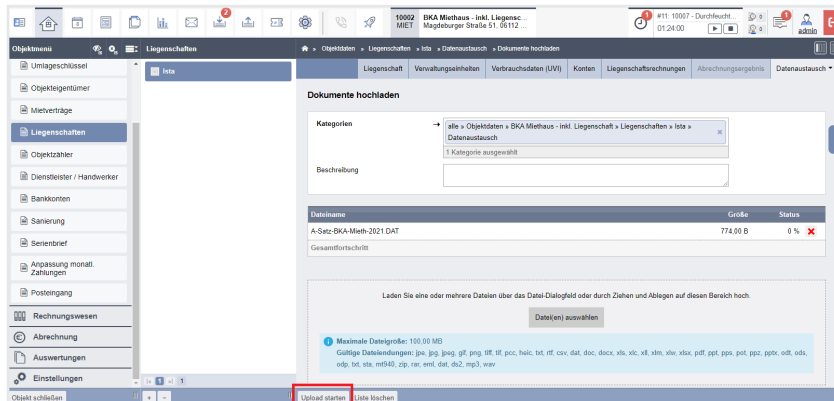 2
10002 BKA Miethaus - inkl. Liegensc...
MIET Magdeburger Straße 51, 06112 ...
1
#11: 10007 - Durchfeucht...
01:24:00
0
0
1
admin
Objektmenü
Liegenschaften
» Objektdaten » Liegenschaften » Ista » Datenaustausch » Dokumente hochladen
Umlageschlüssel
Objekteigentümer
Mietverträge
Liegenschaften
Objektzähler
Dienstleister / Handwerker
Bankkonten
Sanierung
Serienbrief
Anpassung monatl.
Zahlungen
Posteingang
Rechnungswesen
Abrechnung
Auswertungen
Einstellungen
Objekt schließen
Ista
1
Liegenschaft Verwaltungseinheiten Verbrauchsdaten (UVI) Konten Liegenschaftsrechnungen Abrechnungsergebnis Datenaustausch
Dokumente hochladen
Kategorien
alle » Objektdaten » BKA Miethaus - inkl. Liegenschaft » Liegenschaften » Ista »
Datenaustausch
1 Kategorie ausgewählt
Beschreibung
Dateiname Größe Status
A-Satz-BKA-Mieth-2021.DAT 774,00 B 0 %
Gesamtfortschritt
Laden Sie eine oder mehrere Dateien über das Datei-Dialogfeld oder durch Ziehen und Ablegen auf diesen Bereich hoch.
Datei(en) auswählen
Maximale Dateigröße: 100,00 MB
Gültige Dateiendungen: jpe, jpg, jpeg, gif, png, tiff, tif, pcc, heic, txt, rtf, csv, dat, doc, docx, xls, xlc, xll, xlm, xlw, xlsx, pdf, ppt, pps, pot, ppz, pptx, odt, ods,
odp, txt, sta, mt940, zip, rar, eml, dat, ds2, mp3, wav
Upload starten Liste löschen